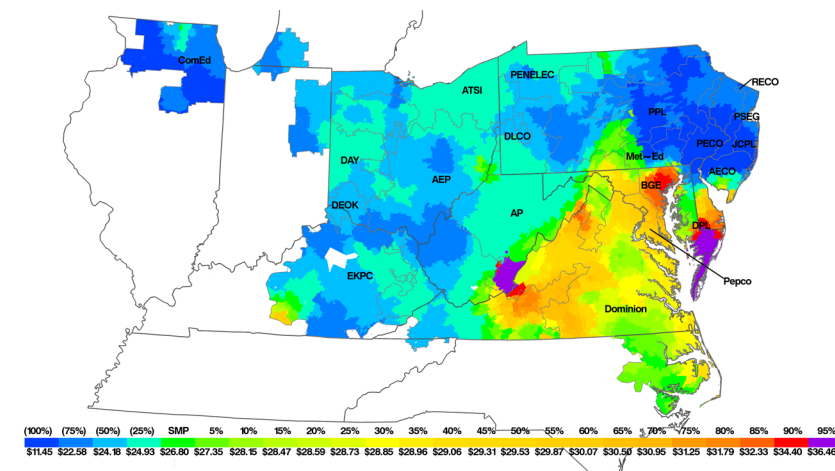 ComEd
PENELEC
RECO
ATSI
PPL
PSEG
DLCO
PECO
JCPL
Met-Ed
DAY
AECO
AEP
BGE
DEOK
AP
DPL
EKPC
Pepco
Dominion
(100%) (75%) (50%) (25%) SMP 5% 10% 15% 20% 25% 30% 35% 40% 45% 50% 55% 60% 65% 70% 75% 80% 85% 90% 95%
$11.45 $22.58 $24.18 $24.93 $26.80 $27.35 $28.15 $28.47 $28.59 $28.73 $28.85 $28.96 $29.06 $29.31 $29.53 $29.87 $30.07 $30.50 $30.95 $31.25 $31.79 $32.33 $34.40